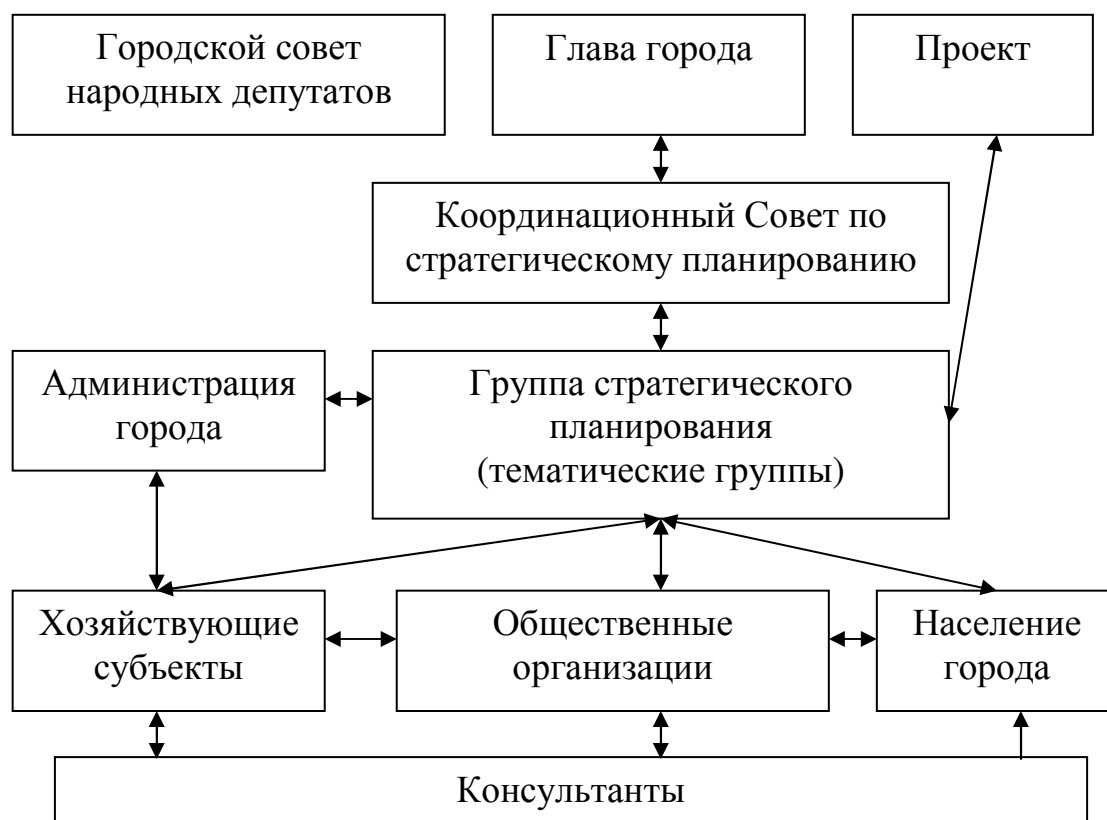 Городской совет
народных депутатов
Глава города
Проект
Координационный Совет по
стратегическому планированию
Администрация
города
Группа стратегического
планирования
(тематические группы)
Хозяйствующие
субъекты
Общественные
организации
Население
города
Консультанты